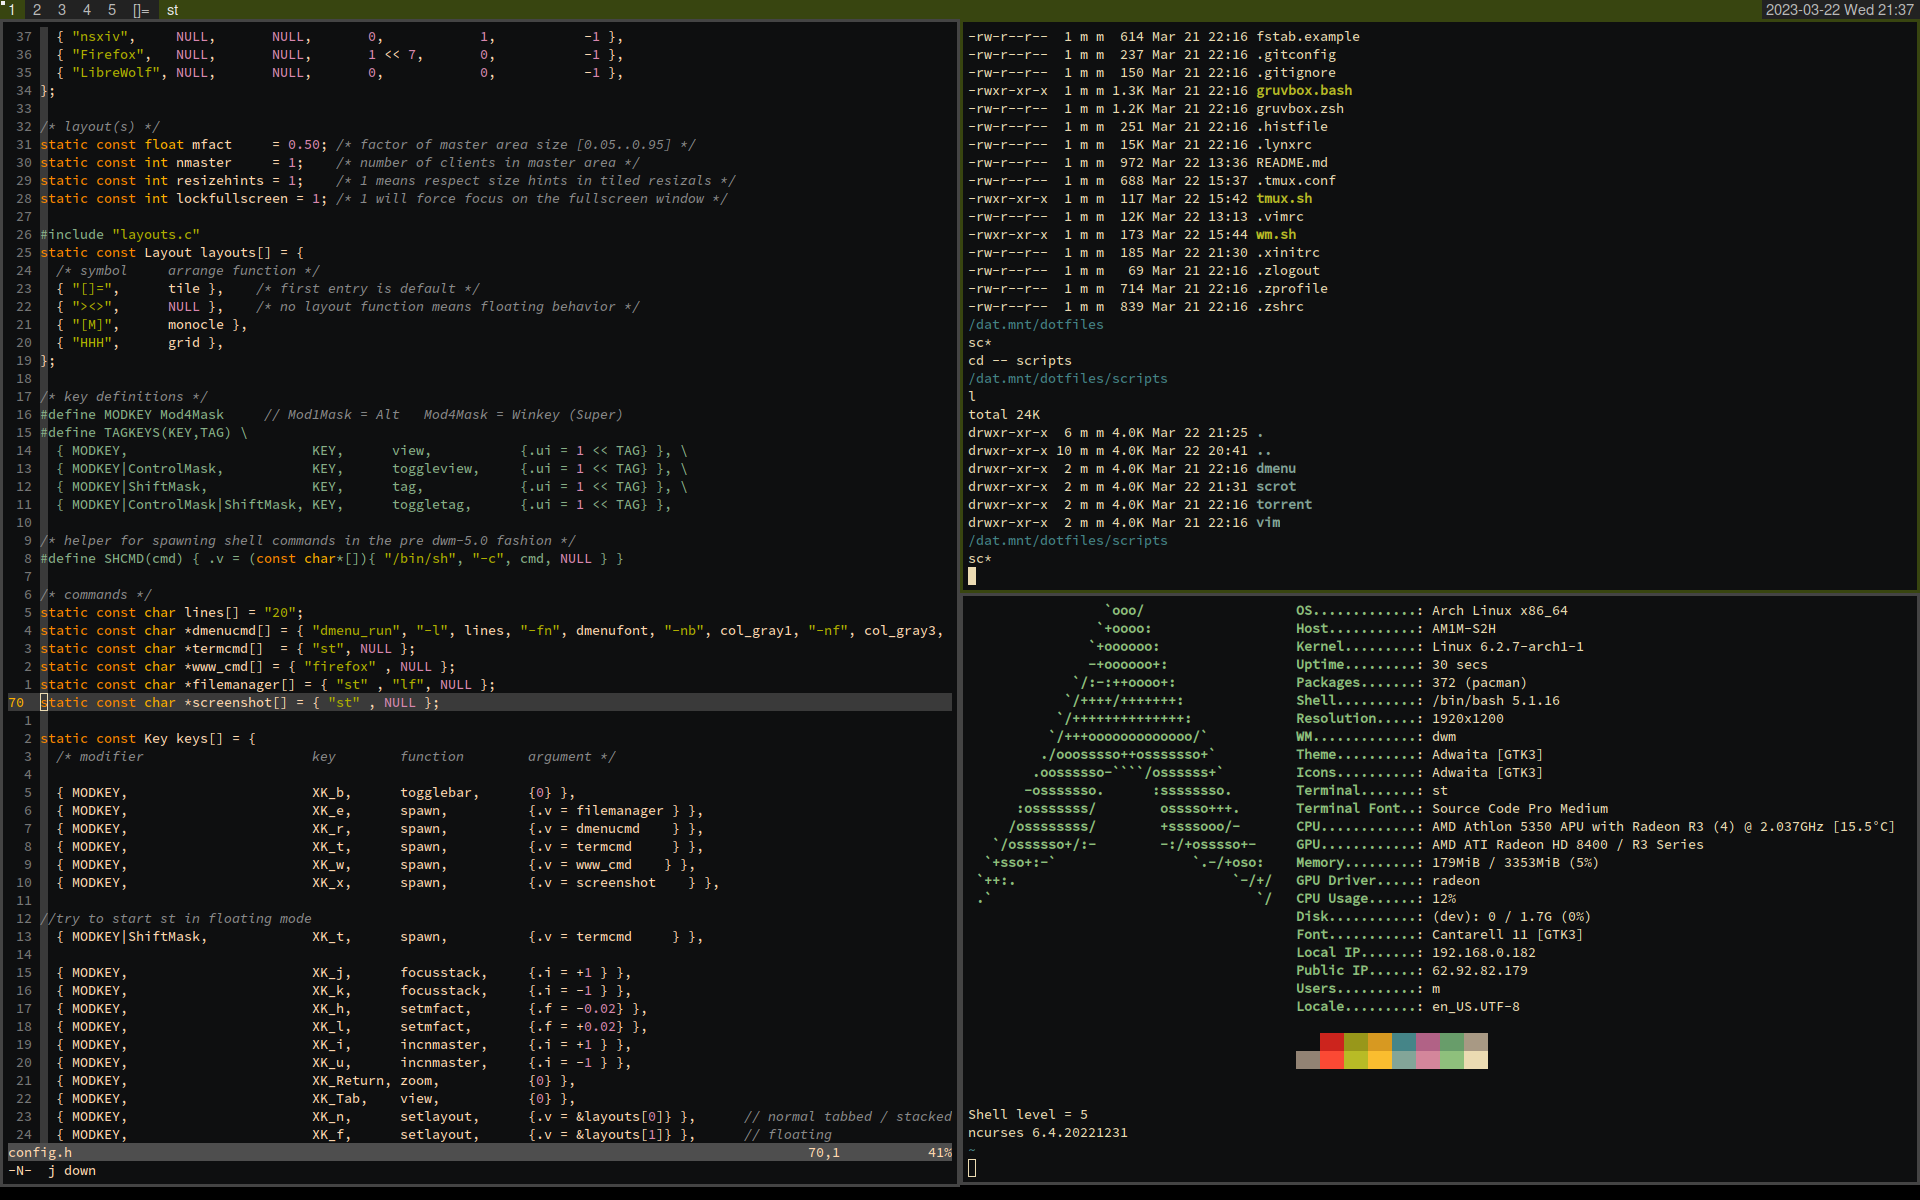 1 2 3 4 5 []= st 2023-03-22 Wed 21:37
37 { "nsxiv", NULL, NULL, 0, 1, -1 },
36 { "Firefox", NULL, NULL, 1 << 7, 0, -1 },
35 { "LibreWolf", NULL, NULL, 0, 0, -1 },
34 };
33
32 /* layout(s) */
31 static const float mfact = 0.50; /* factor of master area size [0.05..0.95] */
30 static const int nmaster = 1; /* number of clients in master area */
29 static const int resizehints = 1; /* 1 means respect size hints in tiled resizals */
28 static const int lockfullscreen = 1; /* 1 will force focus on the fullscreen window */
27
26 #include "layouts.c"
25 static const Layout layouts[] = {
24 /* symbol arrange function */
23 { "[]=", tile }, /* first entry is default */
22 { "><>", NULL }, /* no layout function means floating behavior */
21 { "[M]", monocle },
20 { "HHH", grid },
19 };
18
17 /* key definitions */
16 #define MODKEY Mod4Mask // Mod1Mask = Alt Mod4Mask = Winkey (Super)
15 #define TAGKEYS(KEY,TAG) \
14 { MODKEY, KEY, view, {.ui = 1 << TAG} }, \
13 { MODKEY|ControlMask, KEY, toggleview, {.ui = 1 << TAG} }, \
12 { MODKEY|ShiftMask, KEY, tag, {.ui = 1 << TAG} }, \
11 { MODKEY|ControlMask|ShiftMask, KEY, toggletag, {.ui = 1 << TAG} },
10
9 /* helper for spawning shell commands in the pre dwm-5.0 fashion */
8 #define SHCMD(cmd) { .v = (const char*[]){ "/bin/sh", "-c", cmd, NULL } }
7
6 /* commands */
5 static const char lines[] = "20";
4 static const char *dmenucmd[] = { "dmenu_run", "-l", lines, "-fn", dmenufont, "-nb", col_gray1, "-nf", col_gray3,
3 static const char *termcmd[] = { "st", NULL };
2 static const char *www_cmd[] = { "firefox" , NULL };
1 static const char *filemanager[] = { "st" , "lf", NULL };
70 static const char *screenshot[] = { "st" , NULL };
1
2 static const Key keys[] = {
3 /* modifier key function argument */
4
5 { MODKEY, XK_b, togglebar, {0} },
6 { MODKEY, XK_e, spawn, {.v = filemanager } },
7 { MODKEY, XK_r, spawn, {.v = dmenucmd } },
8 { MODKEY, XK_t, spawn, {.v = termcmd } },
9 { MODKEY, XK_w, spawn, {.v = www_cmd } },
10 { MODKEY, XK_x, spawn, {.v = screenshot } },
11
12 //try to start st in floating mode
13 { MODKEY|ShiftMask, XK_t, spawn, {.v = termcmd } },
14
15 { MODKEY, XK_j, focusstack, {.i = +1 } },
16 { MODKEY, XK_k, focusstack, {.i = -1 } },
17 { MODKEY, XK_h, setmfact, {.f = -0.02} },
18 { MODKEY, XK_l, setmfact, {.f = +0.02} },
19 { MODKEY, XK_i, incnmaster, {.i = +1 } },
20 { MODKEY, XK_u, incnmaster, {.i = -1 } },
21 { MODKEY, XK_Return, zoom, {0} },
22 { MODKEY, XK_Tab, view, {0} },
23 { MODKEY, XK_n, setlayout, {.v = &layouts[0]} }, // normal tabbed / stacked
24 { MODKEY, XK_f, setlayout, {.v = &layouts[1]} }, // floating
config.h 70,1 41%
-N- j down
-rw-r--r-- 1 m m 614 Mar 21 22:16 fstab.example
-rw-r--r-- 1 m m 237 Mar 21 22:16 .gitconfig
-rw-r--r-- 1 m m 150 Mar 21 22:16 .gitignore
-rwxr-xr-x 1 m m 1.3K Mar 21 22:16 gruvbox.bash
-rw-r--r-- 1 m m 1.2K Mar 21 22:16 gruvbox.zsh
-rw-r--r-- 1 m m 251 Mar 21 22:16 .histfile
-rw-r--r-- 1 m m 15K Mar 21 22:16 .lynxrc
-rw-r--r-- 1 m m 972 Mar 22 13:36 README.md
-rw-r--r-- 1 m m 688 Mar 22 15:37 .tmux.conf
-rwxr-xr-x 1 m m 117 Mar 22 15:42 tmux.sh
-rw-r--r-- 1 m m 12K Mar 22 13:13 .vimrc
-rwxr-xr-x 1 m m 173 Mar 22 15:44 wm.sh
-rw-r--r-- 1 m m 185 Mar 22 21:30 .xinitrc
-rw-r--r-- 1 m m 69 Mar 21 22:16 .zlogout
-rw-r--r-- 1 m m 714 Mar 21 22:16 .zprofile
-rw-r--r-- 1 m m 839 Mar 21 22:16 .zshrc
/dat.mnt/dotfiles
sc*
cd -- scripts
/dat.mnt/dotfiles/scripts
l
total 24K
drwxr-xr-x 6 m m 4.0K Mar 22 21:25 .
drwxr-xr-x 10 m m 4.0K Mar 22 20:41 ..
drwxr-xr-x 2 m m 4.0K Mar 21 22:16 dmenu
drwxr-xr-x 2 m m 4.0K Mar 22 21:31 scrot
drwxr-xr-x 2 m m 4.0K Mar 21 22:16 torrent
drwxr-xr-x 2 m m 4.0K Mar 21 22:16 vim
/dat.mnt/dotfiles/scripts
sc*
`ooo/ OS.............: Arch Linux x86_64
`+oooo: Host...........: AM1M-S2H
`+oooooo: Kernel.........: Linux 6.2.7-arch1-1
-+oooooo+: Uptime.........: 30 secs
`/:-:++oooo+: Packages.......: 372 (pacman)
`/++++/+++++++: Shell..........: /bin/bash 5.1.16
`/++++++++++++++: Resolution.....: 1920x1200
`/+++ooooooooooooo/` WM.............: dwm
./ooosssso++osssssso+` Theme..........: Adwaita [GTK3]
.oossssso-````/ossssss+` Icons..........: Adwaita [GTK3]
-osssssso. :ssssssso. Terminal.......: st
:osssssss/ osssso+++. Terminal Font..: Source Code Pro Medium
/ossssssss/ +ssssooo/- CPU............: AMD Athlon 5350 APU with Radeon R3 (4) @ 2.037GHz [15.5°C]
`/ossssso+/:- -:/+osssso+- GPU............: AMD ATI Radeon HD 8400 / R3 Series
`+sso+:-` `.-/+oso: Memory.........: 179MiB / 3353MiB (5%)
`++:. `-/+/ GPU Driver.....: radeon
.` `/ CPU Usage......: 12%
Disk...........: (dev): 0 / 1.7G (0%)
Font...........: Cantarell 11 [GTK3]
Local IP.......: 192.168.0.182
Public IP......: 62.92.82.179
Users..........: m
Locale.........: en_US.UTF-8
Shell level = 5
ncurses 6.4.20221231
~